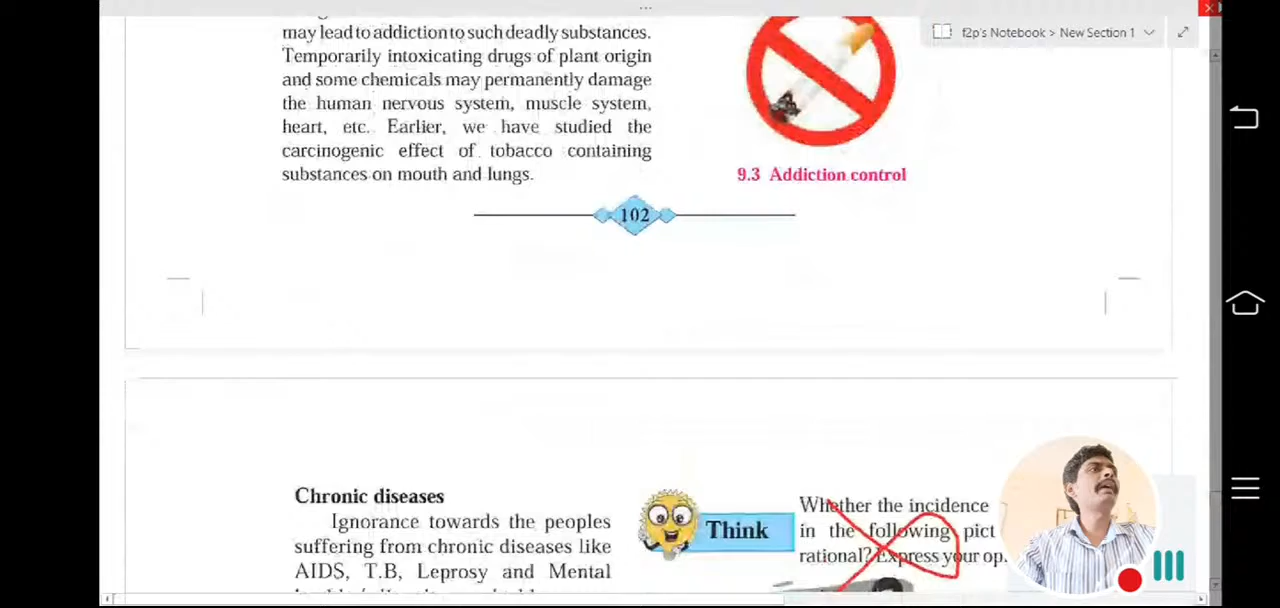 f2p's Notebook > New Section 1
may lead to addiction to such deadly substances.
Temporarily intoxicating drugs of plant origin
and some chemicals may permanently damage
the human nervous system, muscle system,
heart, etc. Earlier, we have studied the
carcinogenic effect of tobacco containing
substances on mouth and lungs.
9.3 Addiction control
102
Chronic diseases
Ignorance towards the peoples
suffering from chronic diseases like
AIDS, T.B, Leprosy and Mental
Think
Whether the incidence
in the following pict
rational? Express your op